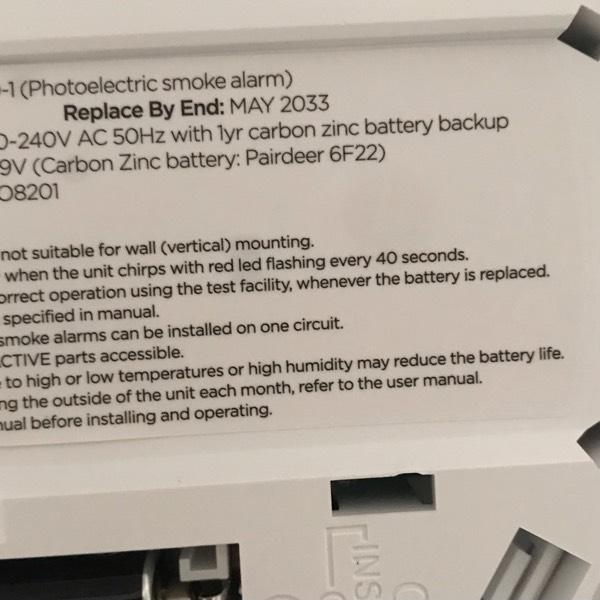 -1 (Photoelectric smoke alarm)
Replace By End: MAY 2033
0-240V AC 50Hz with 1yr carbon zinc battery backup
9V (Carbon Zinc battery: Pairdeer 6F22)
O8201
not suitable for wall (vertical) mounting.
when the unit chirps with red led flashing every 40 seconds.
orrect operation using the test facility, whenever the battery is replaced.
specified in manual.
smoke alarms can be installed on one circuit.
CTIVE parts accessible.
to high or low temperatures or high humidity may reduce the battery life.
ng the outside of the unit each month, refer to the user manual.
ual before installing and operating.
INS